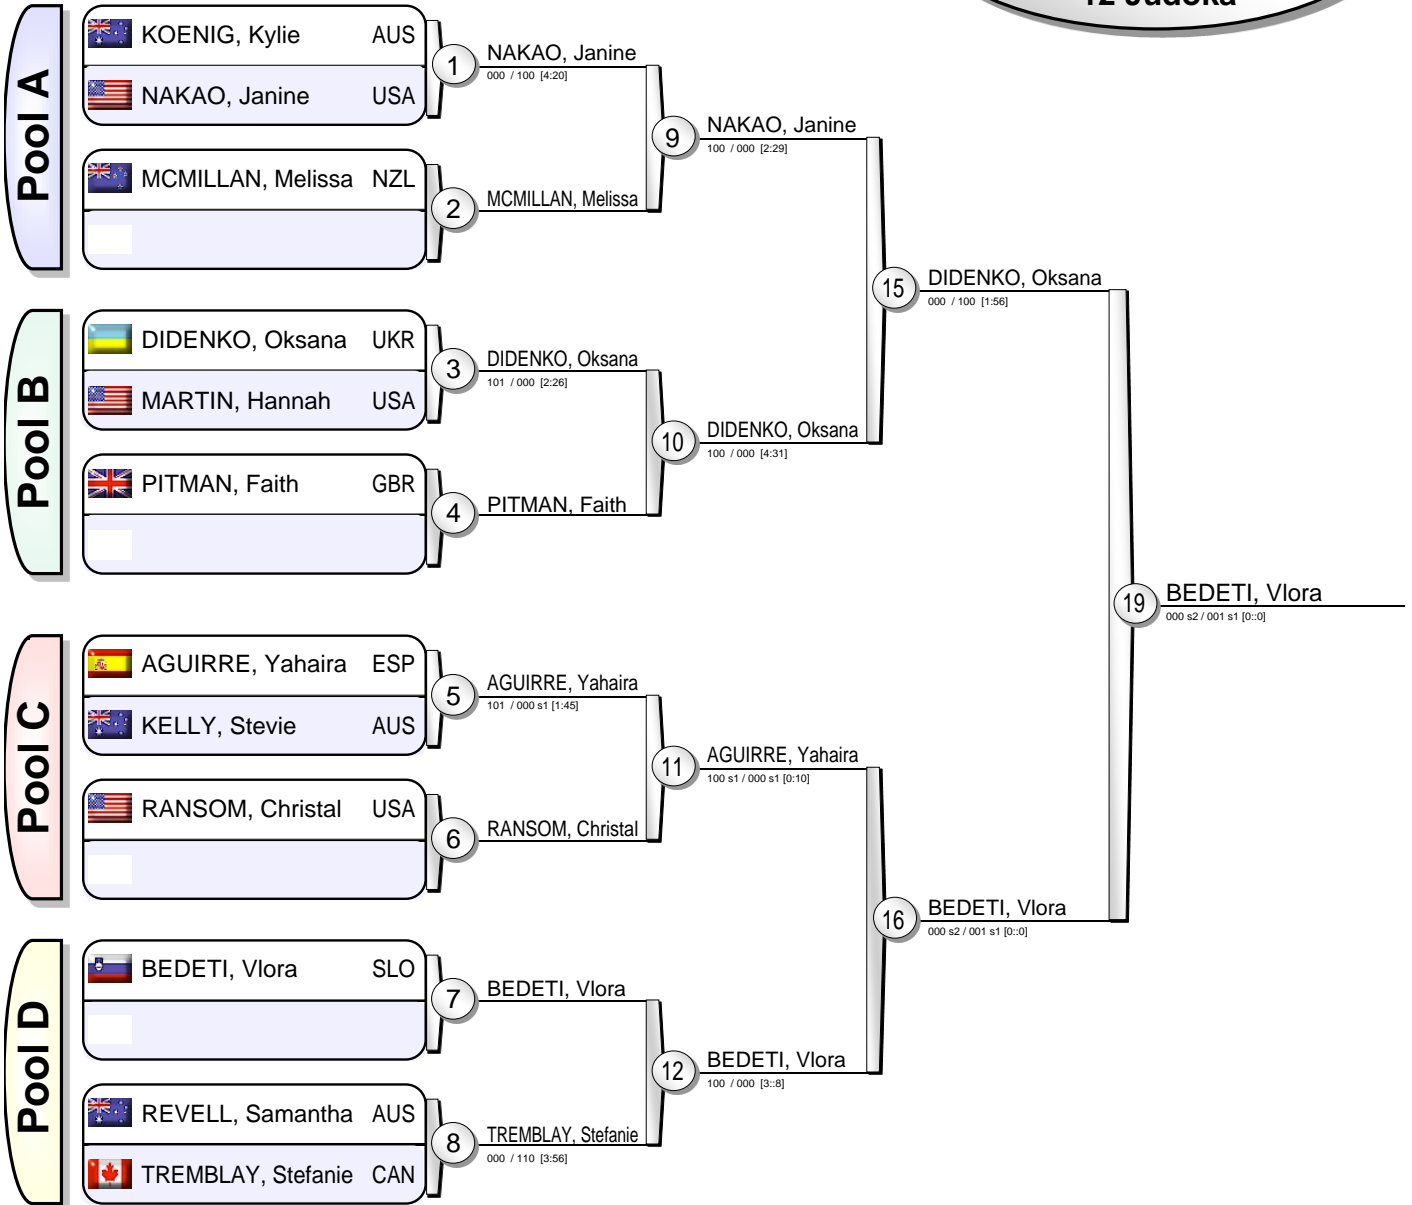 12 Judoka
Pool A
KOENIG, Kylie AUS
NAKAO, Janine USA
1
NAKAO, Janine
000 / 100 [4:20]
MCMILLAN, Melissa NZL
2
MCMILLAN, Melissa
9
NAKAO, Janine
100 / 000 [2:29]
Pool B
DIDENKO, Oksana UKR
MARTIN, Hannah USA
3
DIDENKO, Oksana
101 / 000 [2:26]
PITMAN, Faith GBR
4
PITMAN, Faith
10
DIDENKO, Oksana
100 / 000 [4:31]
15
DIDENKO, Oksana
000 / 100 [1:56]
Pool C
AGUIRRE, Yahaira ESP
KELLY, Stevie AUS
5
AGUIRRE, Yahaira
101 / 000 s1 [1:45]
RANSOM, Christal USA
6
RANSOM, Christal
11
AGUIRRE, Yahaira
100 s1 / 000 s1 [0:10]
Pool D
BEDETI, Vlora SLO
7
BEDETI, Vlora
REVELL, Samantha AUS
TREMBLAY, Stefanie CAN
8
TREMBLAY, Stefanie
000 / 110 [3:56]
12
BEDETI, Vlora
100 / 000 [3::8]
16
BEDETI, Vlora
000 s2 / 001 s1 [0::0]
19
BEDETI, Vlora
000 s2 / 001 s1 [0::0]